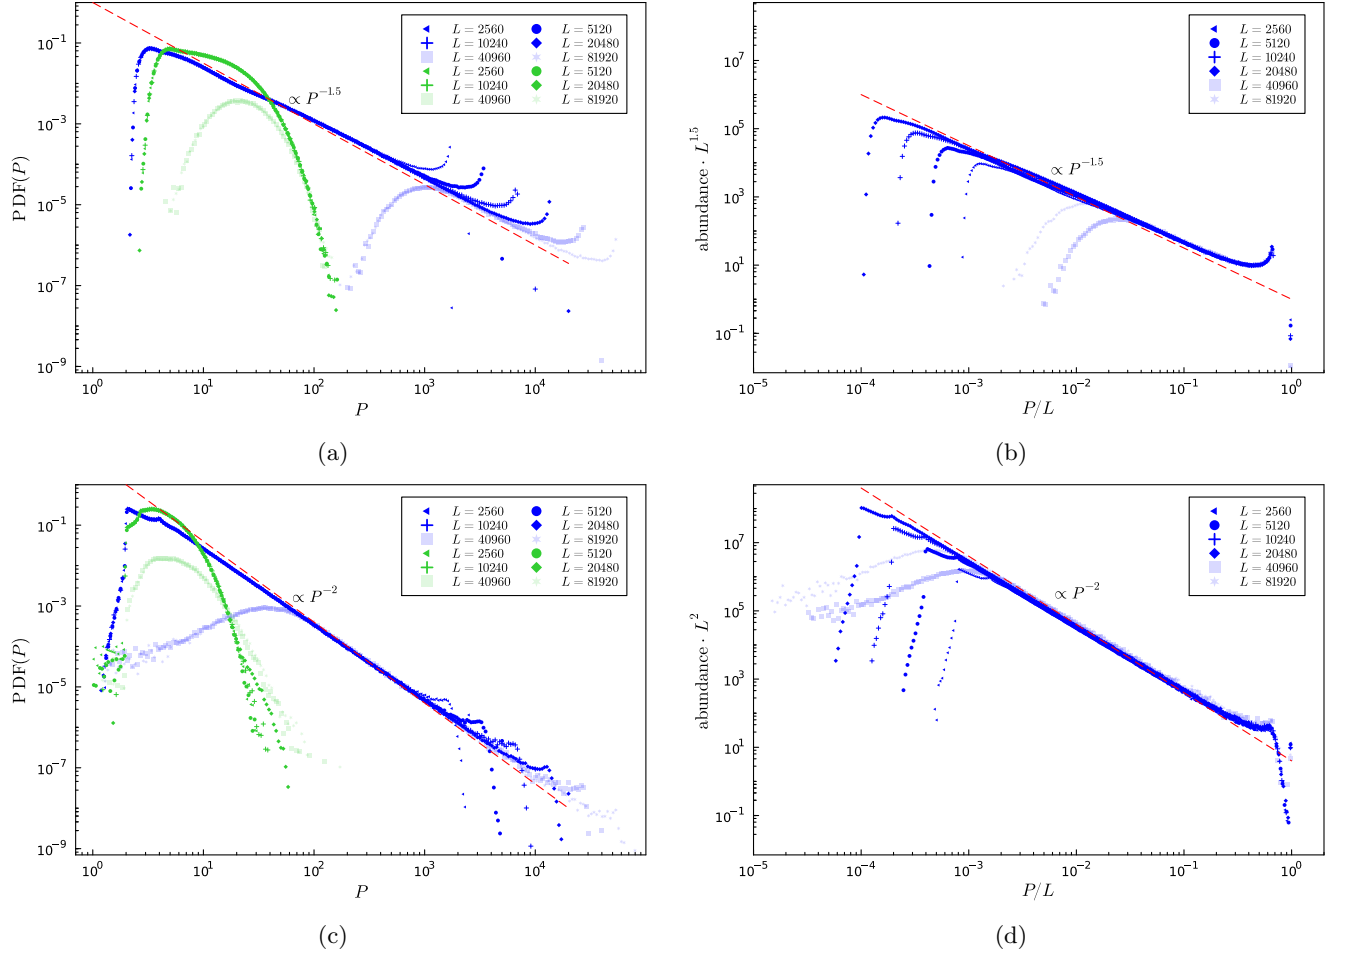 10^{-1}
10^{-3}
10^{-5}
10^{-7}
10^{-9}
P DF(P)
10^0 10^1 10^2 10^3 10^4
P
∝ P^{-1.5}
L = 2560 L = 5120
L = 10240 L = 20480
L = 40960 L = 81920
L = 2560 L = 5120
L = 10240 L = 20480
L = 40960 L = 81920
(a)
10^7
10^5
10^3
10^1
10^{-1}
abundance · L^{1.5}
10^{-5} 10^{-4} 10^{-3} 10^{-2} 10^{-1} 10^0
P/L
∝ P^{-1.5}
L = 2560
L = 5120
L = 10240
L = 20480
L = 40960
L = 81920
(b)
10^{-1}
10^{-3}
10^{-5}
10^{-7}
10^{-9}
P DF(P)
10^0 10^1 10^2 10^3 10^4
P
∝ P^{-2}
L = 2560 L = 5120
L = 10240 L = 20480
L = 40960 L = 81920
L = 2560 L = 5120
L = 10240 L = 20480
L = 40960 L = 81920
(c)
10^7
10^5
10^3
10^1
10^{-1}
abundance · L^2
10^{-5} 10^{-4} 10^{-3} 10^{-2} 10^{-1} 10^0
P/L
∝ P^{-2}
L = 2560
L = 5120
L = 10240
L = 20480
L = 40960
L = 81920
(d)